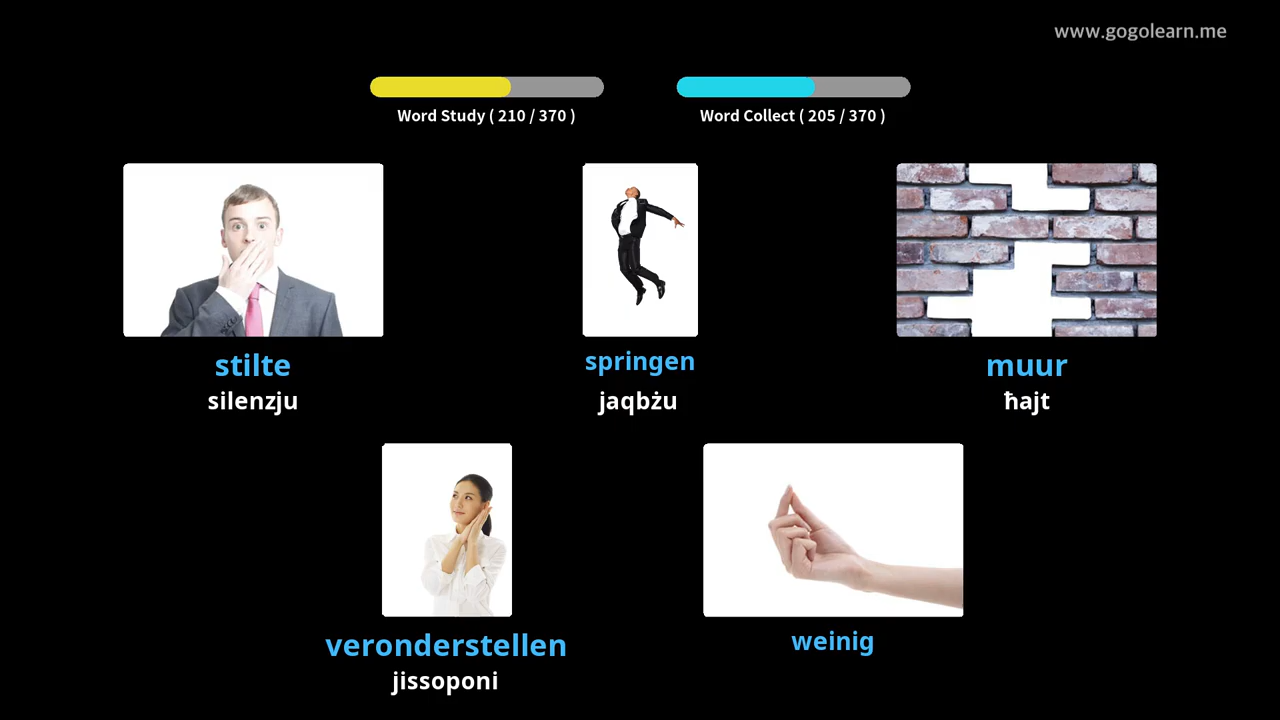 www.gogolearn.me
Word Study ( 210 / 370 )
Word Collect ( 205 / 370 )
stilte
silenzju
springen
jaqbżu
muur
ħajt
veronderstellen
jissoponi
weinig